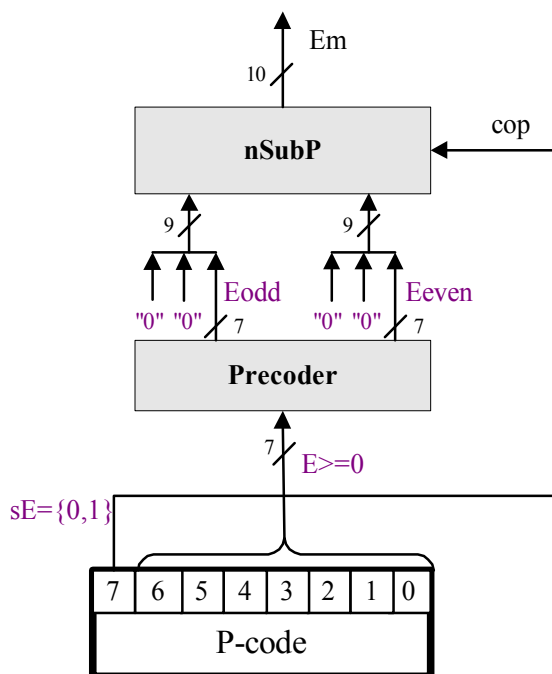 Em
10
nSubP
cop
9
9
Eodd
Eeven
"0" "0"
7
"0" "0"
7
Precoder
7
E>=0
sE={0,1}
7 6 5 4 3 2 1 0
P-code